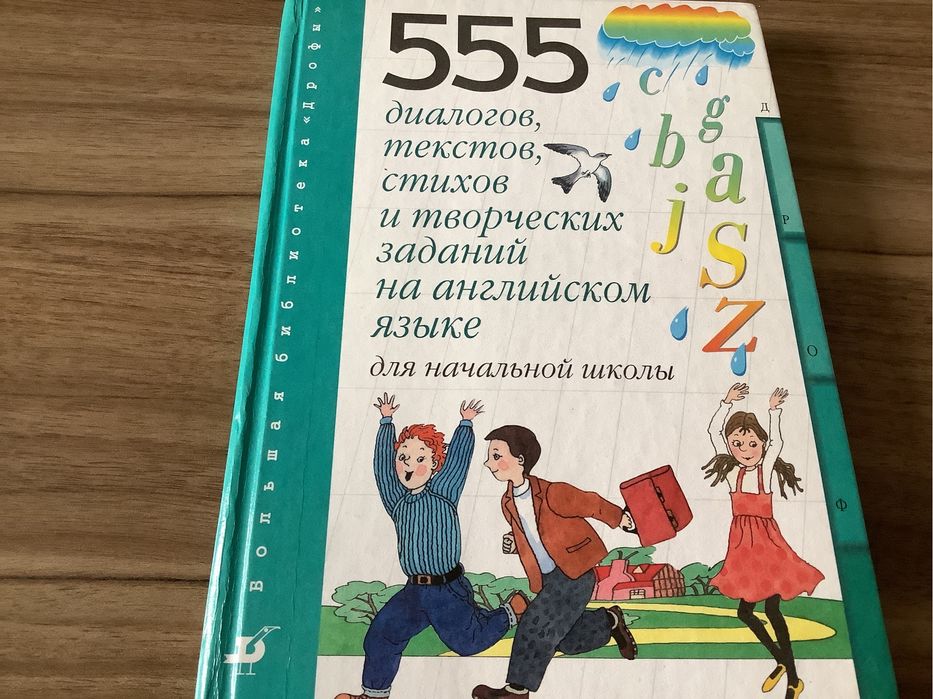 555
диалогов,
текстов,
стихов
и творческих
заданий
на английском
языке
для начальной школы
Большая библиотека «Дрофы»
c
g
b
a
j
S
Z
Д
Р
О
Ф